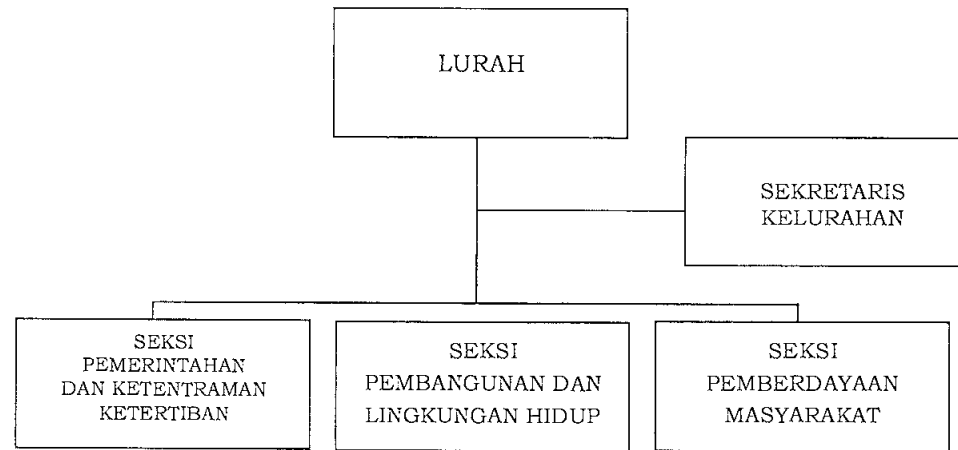 LURAH
SEKRETARIS
KELURAHAN
SEKSI
PEMERINTAHAN
DAN KETENTRAMAN
KETERTIBAN
SEKSI
PEMBANGUNAN DAN
LINGKUNGAN HIDUP
SEKSI
PEMBERDAYAAN
MASYARAKAT